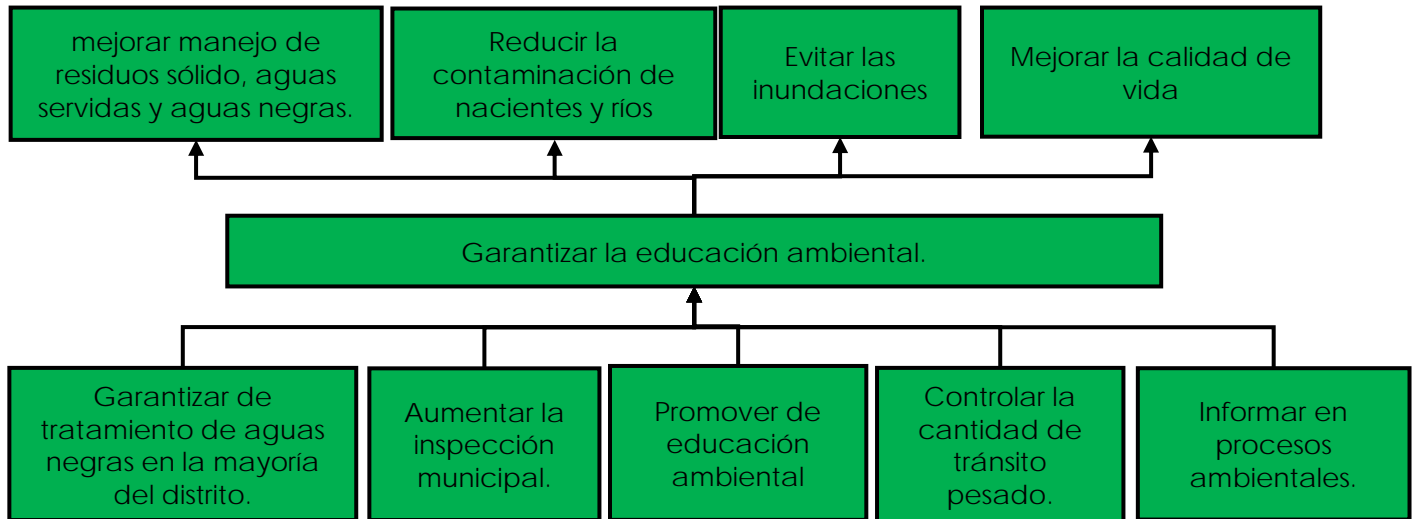 mejorar manejo de
residuos sólido, aguas
servidas y aguas negras.
Reducir la
contaminación de
nacientes y ríos
Evitar las
inundaciones
Mejorar la calidad de
vida
Garantizar la educación ambiental.
Garantizar de
tratamiento de aguas
negras en la mayoría
del distrito.
Aumentar la
inspección
municipal.
Promover de
educación
ambiental
Controlar la
cantidad de
tránsito
pesado.
Informar en
procesos
ambientales.